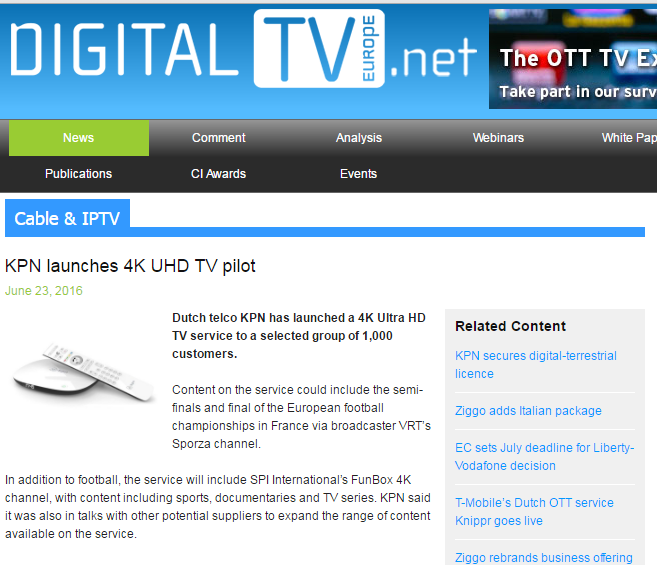 DIGITAL TV EUROPE .net
The OTT TV Ex
Take part in our surv
News Comment Analysis Webinars White Pap
Publications CI Awards Events
Cable & IPTV
KPN launches 4K UHD TV pilot
June 23, 2016
Dutch telco KPN has launched a 4K Ultra HD
TV service to a selected group of 1,000
customers.
Content on the service could include the semi-
finals and final of the European football
championships in France via broadcaster VRT's
Sporza channel.
In addition to football, the service will include SPI International's FunBox 4K
channel, with content including sports, documentaries and TV series. KPN said
it was also in talks with other potential suppliers to expand the range of content
available on the service.
Related Content
KPN secures digital-terrestrial
licence
Ziggo adds Italian package
EC sets July deadline for Liberty-
Vodafone decision
T-Mobile's Dutch OTT service
Knippr goes live
Ziggo rebrands business offering